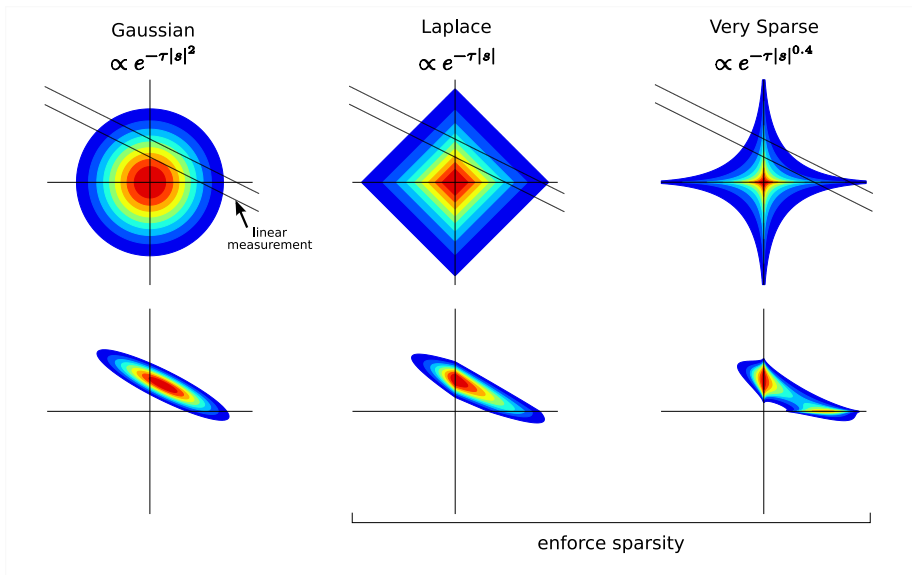 Gaussian
∝ e^{−τ|s|^2}
Laplace
∝ e^{−τ|s|}
Very Sparse
∝ e^{−τ|s|^{0.4}}
linear
measurement
enforce sparsity